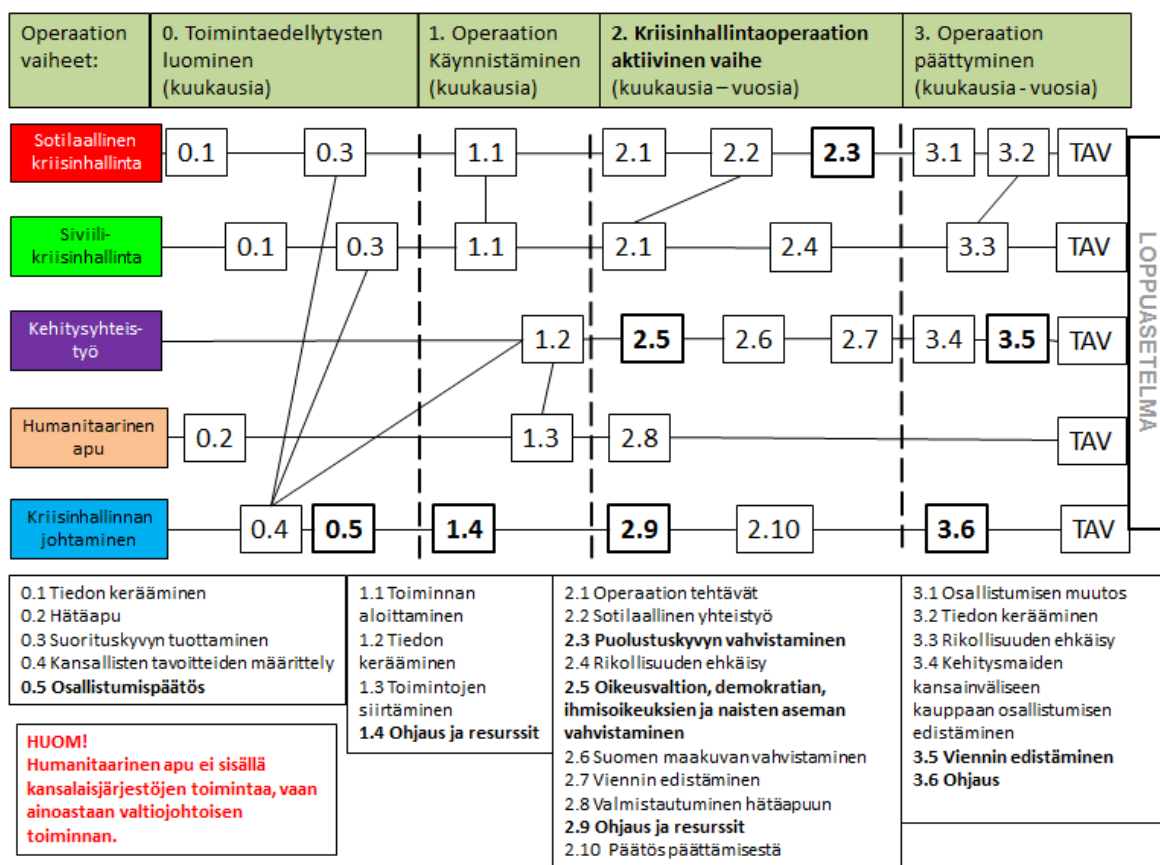 Operaation
vaiheet:
0. Toimintaedellytysten
luominen
(kuukausia)
1. Operaation
Käynnistäminen
(kuukausia)
2. Kriisinhallintaoperaation
aktiivinen vaihe
(kuukausia – vuosia)
3. Operaation
päättyminen
(kuukausia - vuosia)
Sotilaallinen
kriisinhallinta
0.1
0.3
1.1
2.1
2.2
2.3
3.1
3.2
TAV
Siviili-
kriisinhallinta
0.1
0.3
1.1
2.1
2.4
3.3
TAV
Kehitysyhteis-
työ
1.2
2.5
2.6
2.7
3.4
3.5
TAV
Humanitaarinen
apu
0.2
1.3
2.8
TAV
Kriisinhallinnan
johtaminen
0.4
0.5
1.4
2.9
2.10
3.6
TAV
LOPPUASETELMA
0.1 Tiedon kerääminen
0.2 Hätäapu
0.3 Suorituskyvyn tuottaminen
0.4 Kansallisten tavoitteiden määrittely
0.5 Osallistumispäätös
HUOM!
Humanitaarinen apu ei sisällä
kansalaisjärjestöjen toimintaa, vaan
ainoastaan valtiojohtoisen
toiminnan.
1.1 Toiminnan
aloittaminen
1.2 Tiedon
kerääminen
1.3 Toimintojen
siirtäminen
1.4 Ohjaus ja resurssit
2.1 Operaation tehtävät
2.2 Sotilaallinen yhteistyö
2.3 Puolustuskyvyn vahvistaminen
2.4 Rikollisuuden ehkäisy
2.5 Oikeusvaltion, demokratian,
ihmisoikeuksien ja naisten aseman
vahvistaminen
2.6 Suomen maakuvan vahvistaminen
2.7 Viennin edistäminen
2.8 Valmistautuminen hätäapuun
2.9 Ohjaus ja resurssit
2.10 Päätös päättämisestä
3.1 Osallistumisen muutos
3.2 Tiedon kerääminen
3.3 Rikollisuuden ehkäisy
3.4 Kehitysmaiden
kansainväliseen
kauppaan osallistumisen
edistäminen
3.5 Viennin edistäminen
3.6 Ohjaus